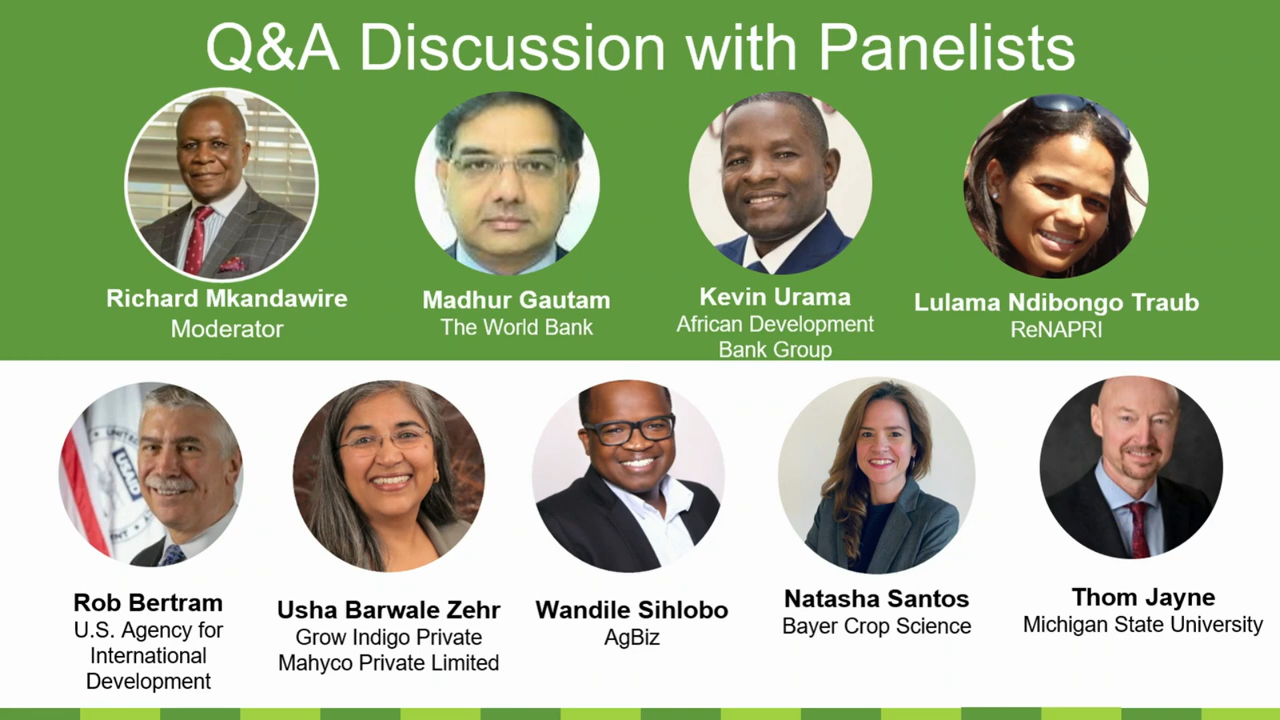 Q&A Discussion with Panelists
Richard Mkandawire
Moderator
Madhur Gautam
The World Bank
Kevin Urama
African Development
Bank Group
Lulama Ndibongo Traub
ReNAPRI
Rob Bertram
U.S. Agency for
International
Development
Usha Barwale Zehr
Grow Indigo Private
Mahyco Private Limited
Wandile Sihlobo
AgBiz
Natasha Santos
Bayer Crop Science
Thom Jayne
Michigan State University
USAID